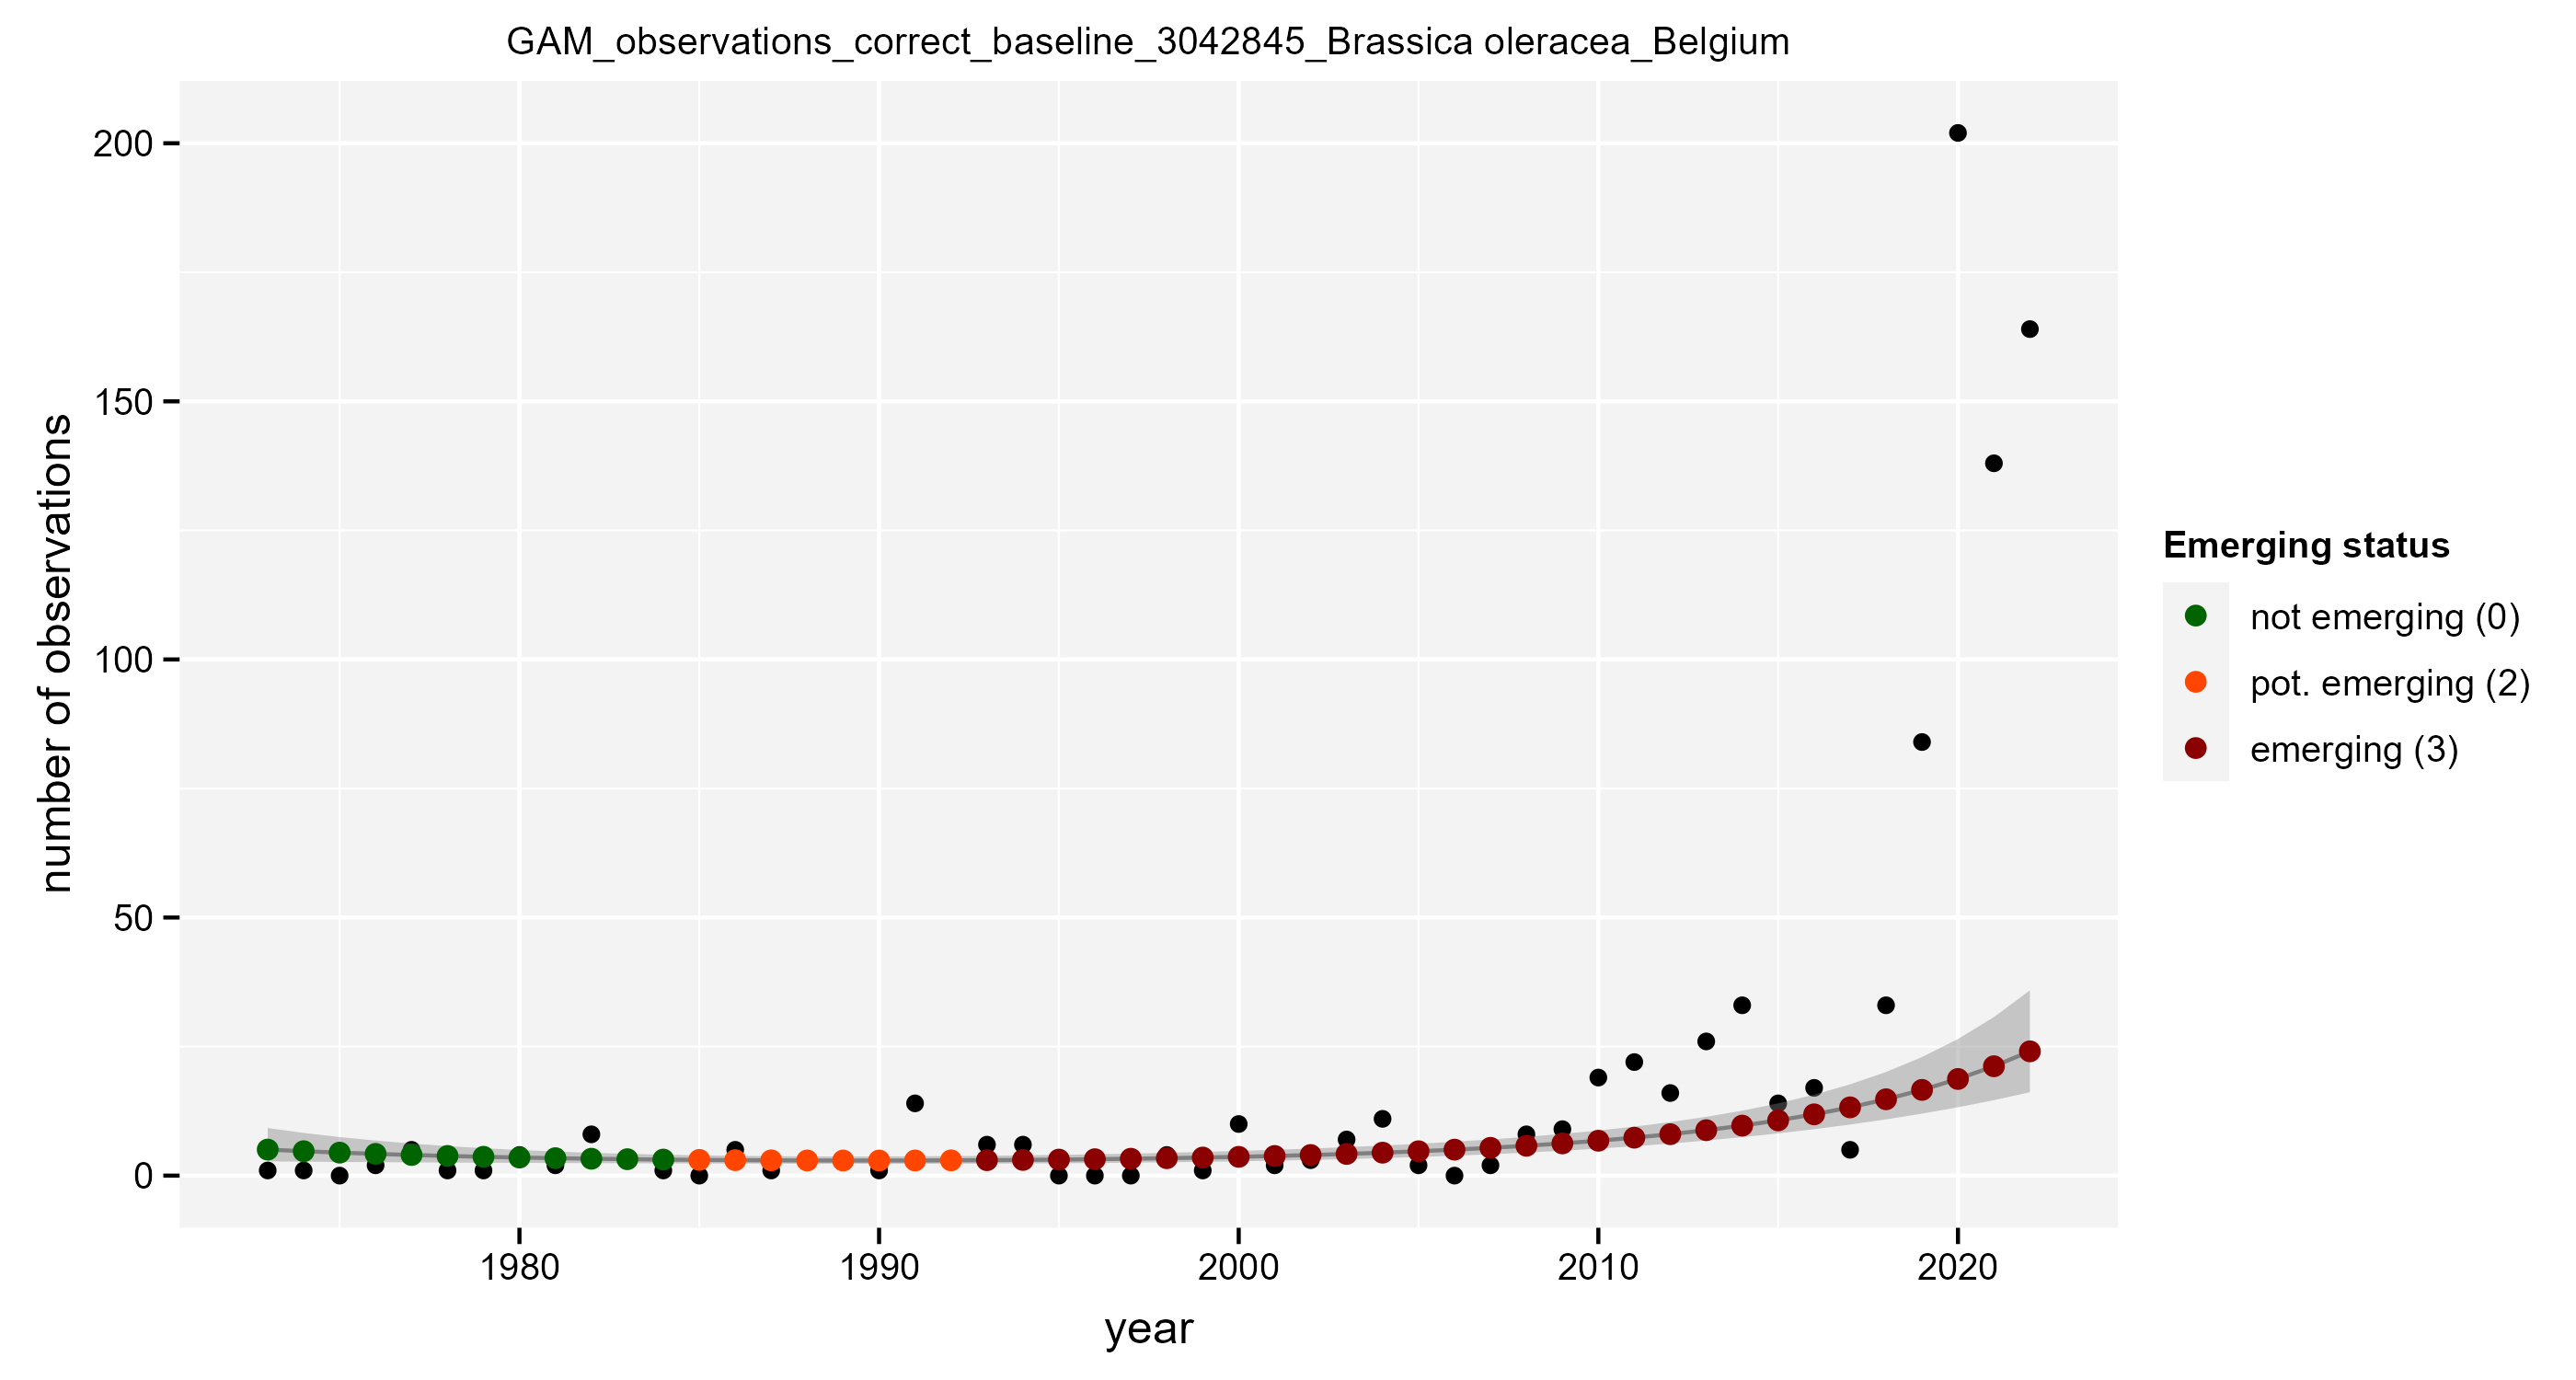 GAM_observations_correct_baseline_3042845_Brassica oleracea_Belgium
number of observations
200
150
100
50
0
1980
1990
2000
2010
2020
year
Emerging status
not emerging (0)
pot. emerging (2)
emerging (3)